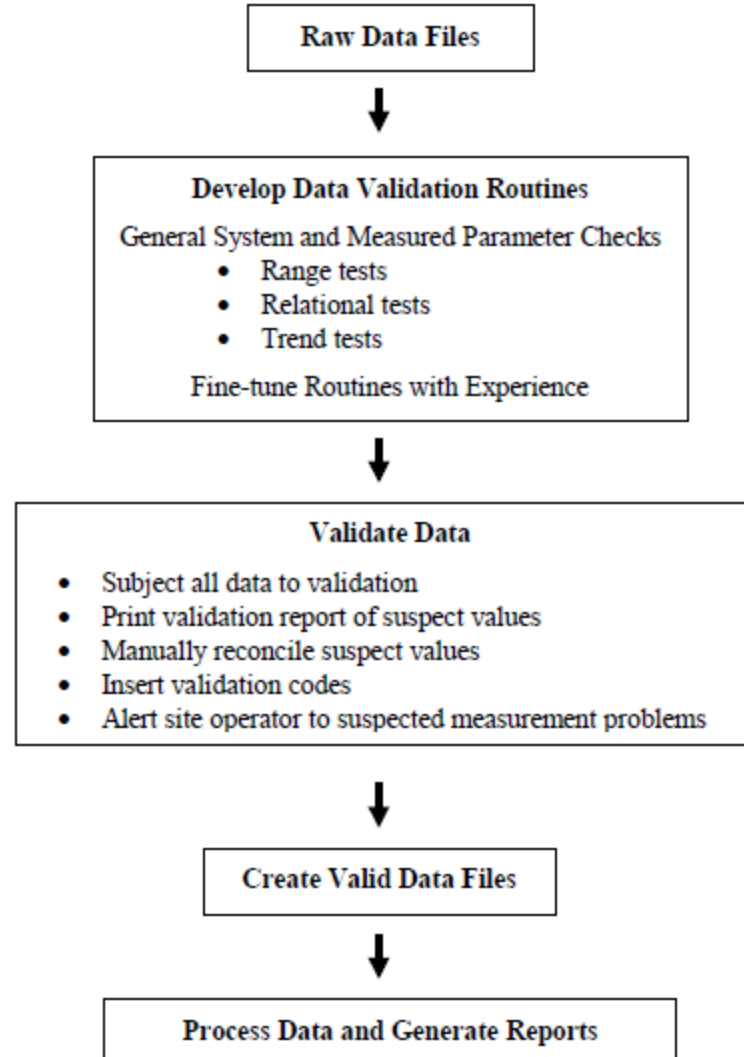 Raw Data Files
Develop Data Validation Routines
General System and Measured Parameter Checks
• Range tests
• Relational tests
• Trend tests
Fine-tune Routines with Experience
Validate Data
• Subject all data to validation
• Print validation report of suspect values
• Manually reconcile suspect values
• Insert validation codes
• Alert site operator to suspected measurement problems
Create Valid Data Files
Process Data and Generate Reports